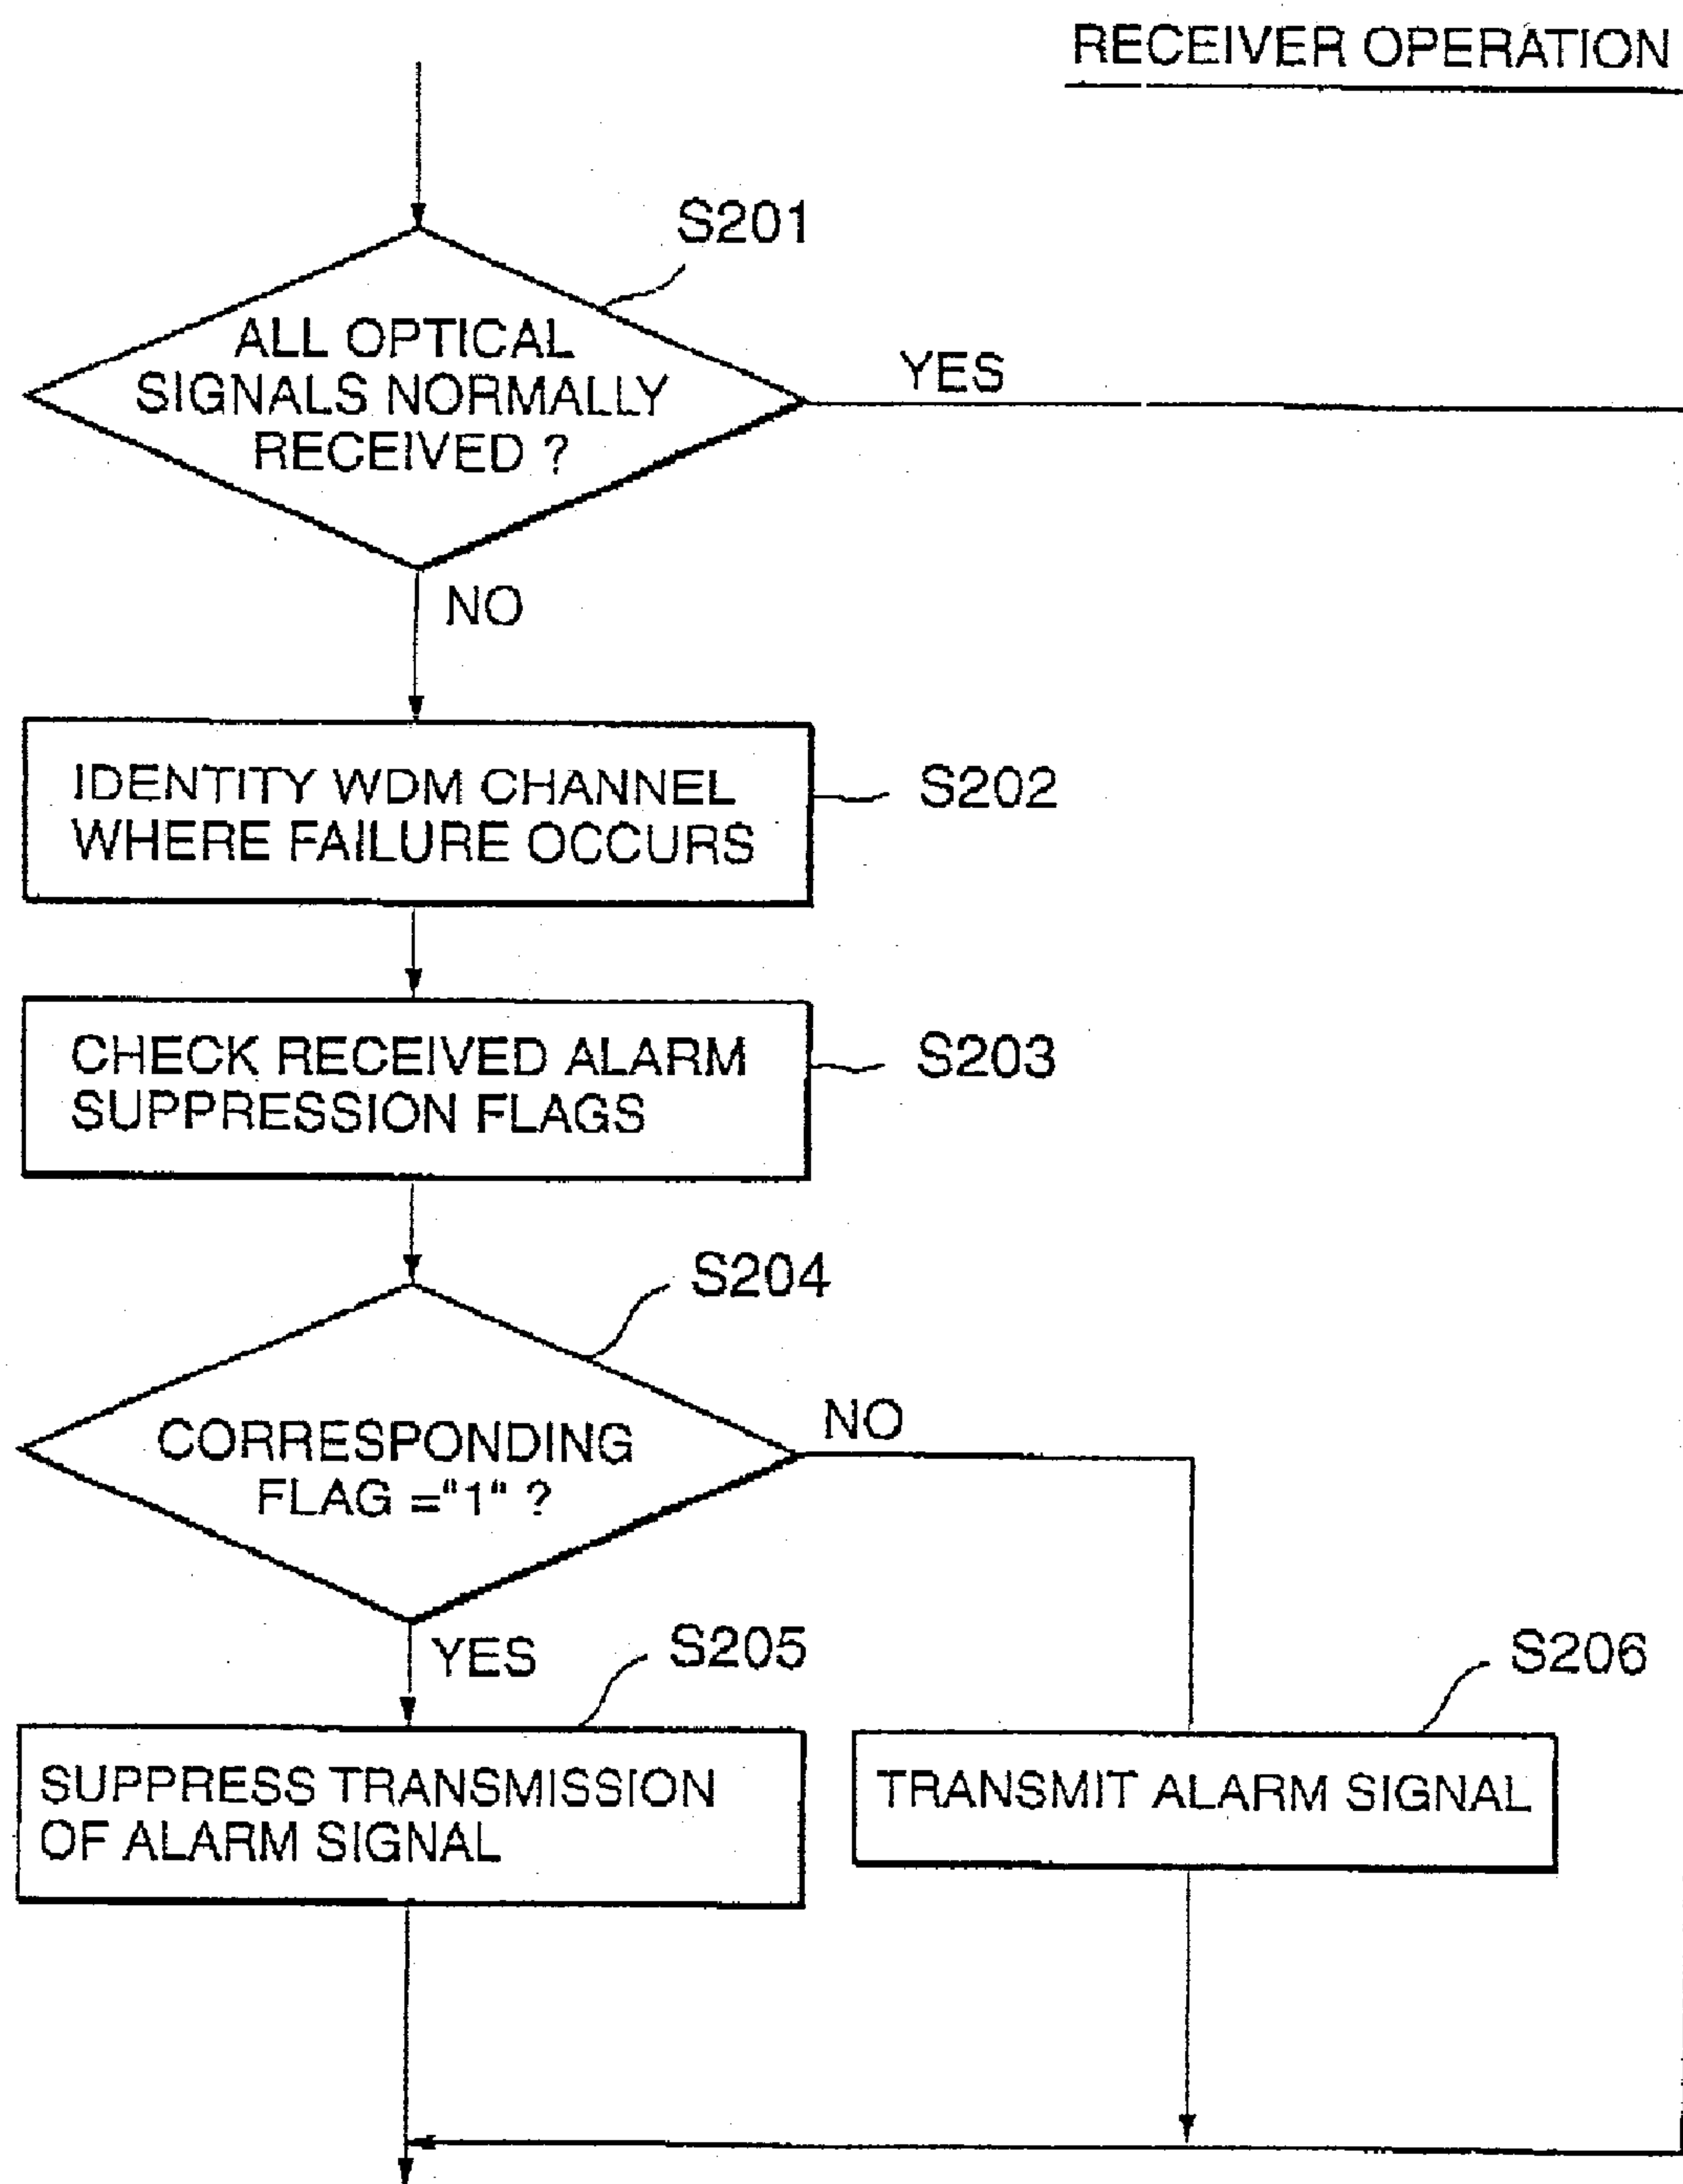 RECEIVER OPERATION
S201
ALL OPTICAL
SIGNALS NORMALLY
RECEIVED ?
YES
NO
IDENTITY WDM CHANNEL
WHERE FAILURE OCCURS
S202
CHECK RECEIVED ALARM
SUPPRESSION FLAGS
S203
S204
CORRESPONDING
FLAG ="1" ?
NO
YES
S205
S206
SUPPRESS TRANSMISSION
OF ALARM SIGNAL
TRANSMIT ALARM SIGNAL